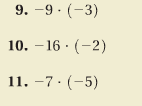 9. −9 · (−3)
10. −16 · (−2)
11. −7 · (−5)